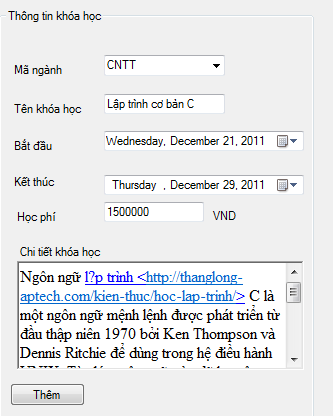 Thông tin khóa học
Mã ngành CNTT
Tên khóa học Lập trình cơ bản C
Bắt đầu Wednesday, December 21, 2011
Kết thúc Thursday , December 29, 2011
Học phí 1500000 VND
Chi tiết khóa học
Ngôn ngữ l?p trình <http://thanglong-
aptech.com/kien-thuc/hoc-lap-trinh/> C là
một ngôn ngữ mệnh lệnh được phát triển từ
đầu thập niên 1970 bởi Ken Thompson và
Dennis Ritchie để dùng trong hệ điều hành
Thêm